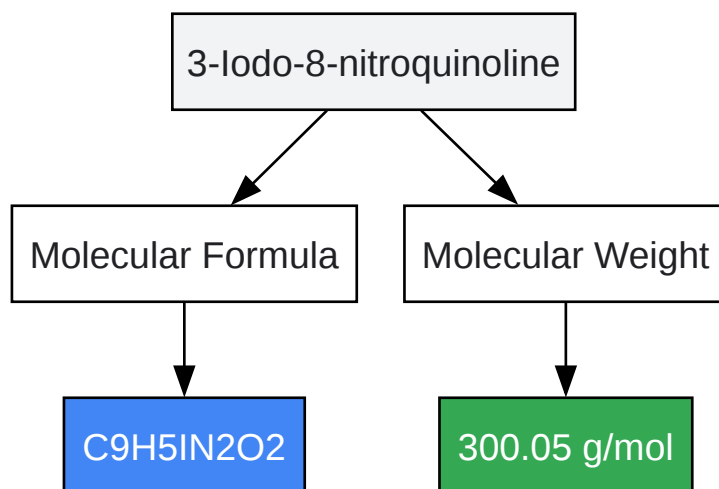 3-Iodo-8-nitroquinoline
Molecular Formula
Molecular Weight
C9H5IN2O2
300.05 g/mol